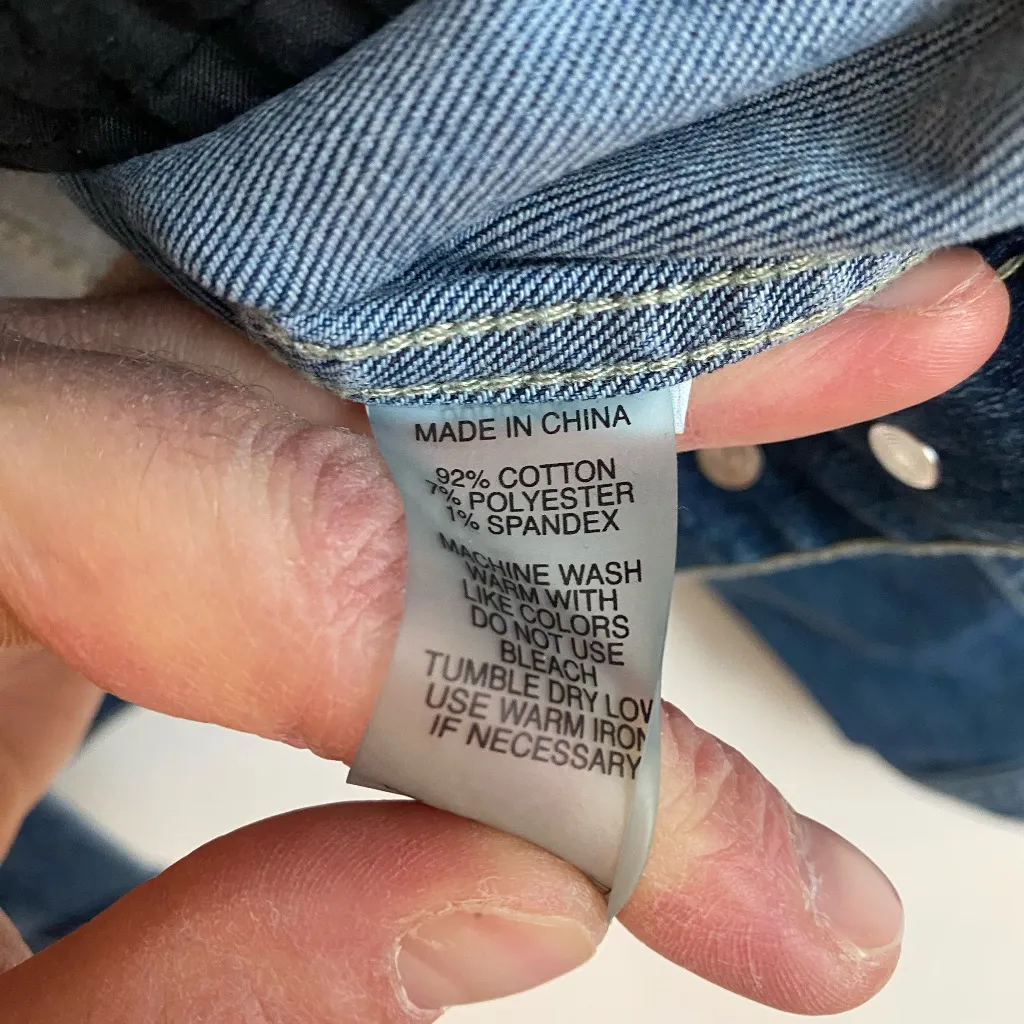 MADE IN CHINA
92% COTTON
7% POLYESTER
1% SPANDEX
MACHINE WASH
WARM WITH
LIKE COLORS
DO NOT USE
BLEACH
TUMBLE DRY LOW
USE WARM IRON
IF NECESSARY